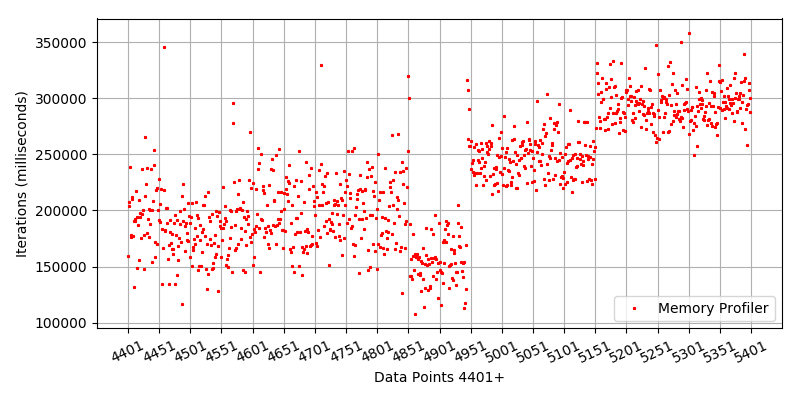 350000
300000
250000
200000
150000
100000
Iterations (milliseconds)
Memory Profiler
4401 4451 4501 4551 4601 4651 4701 4751 4801 4851 4901 4951 5001 5051 5101 5151 5201 5251 5301 5351 5401
Data Points 4401+